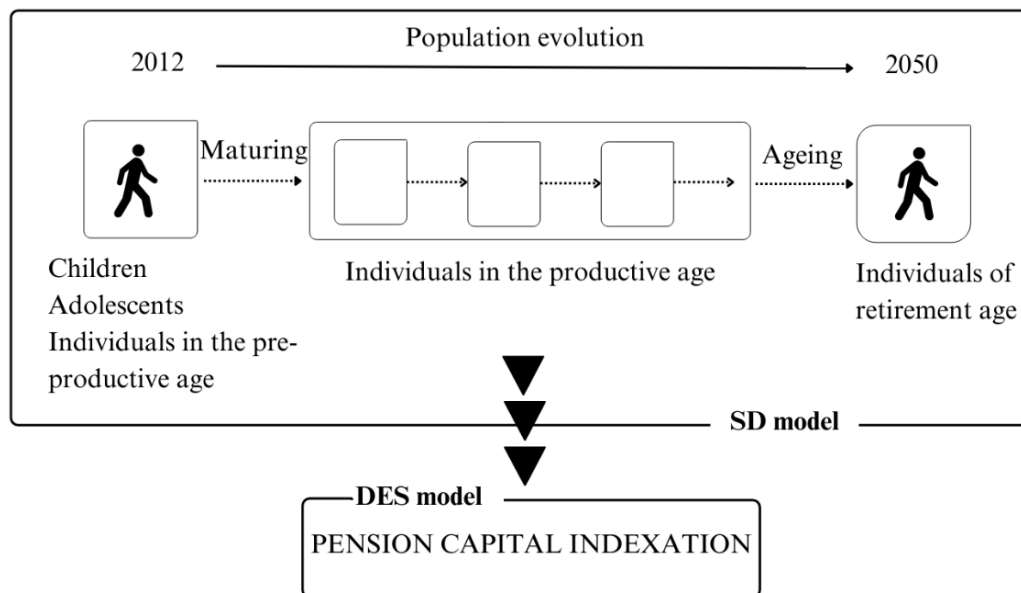 Population evolution
2012
2050
Maturing
Ageing
Children
Adolescents
Individuals in the pre-
productive age
Individuals in the productive age
Individuals of
retirement age
SD model
DES model
PENSION CAPITAL INDEXATION